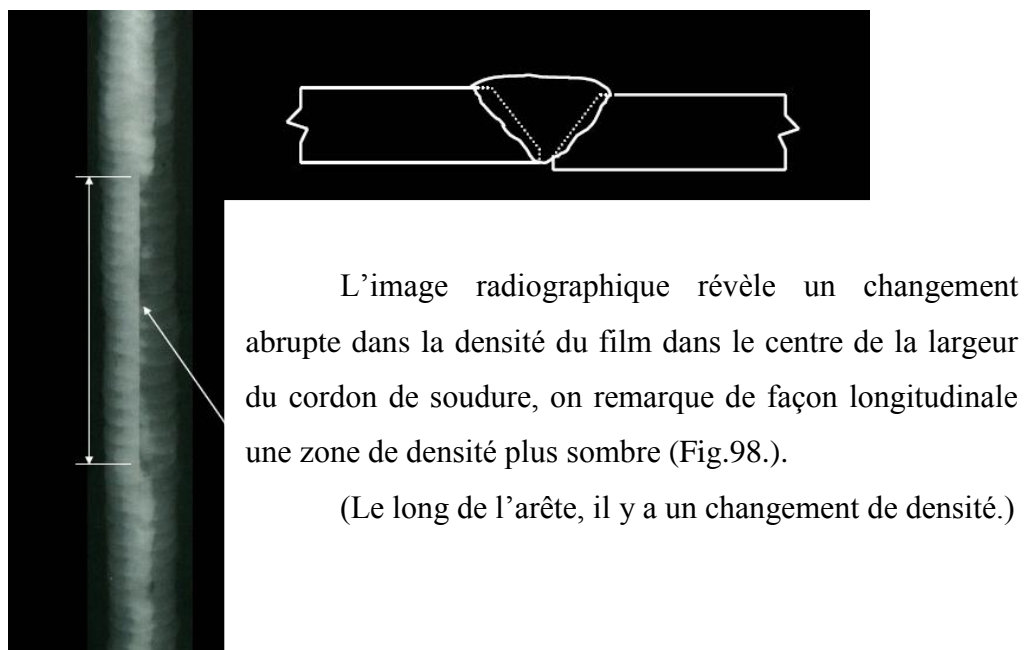 L’image radiographique révèle un changement
abrupte dans la densité du film dans le centre de la largeur
du cordon de soudure, on remarque de façon longitudinale
une zone de densité plus sombre (Fig.98.).
(Le long de l’arête, il y a un changement de densité.)